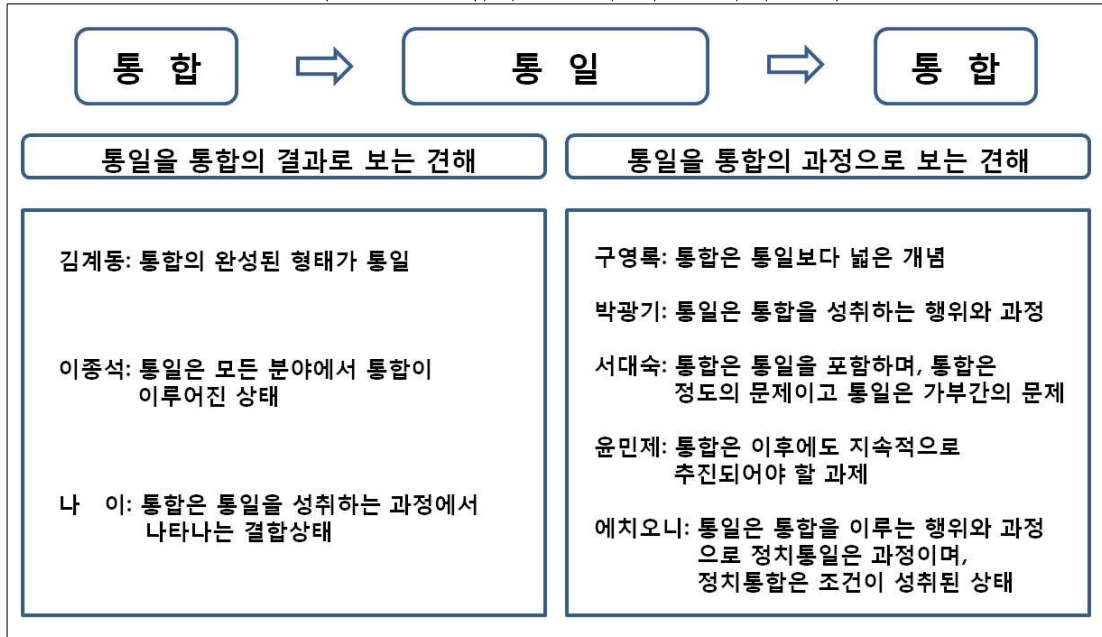 통 합
통 일
통 합
통일을 통합의 결과로 보는 견해
통일을 통합의 과정으로 보는 견해
김계동: 통합의 완성된 형태가 통일
이종석: 통일은 모든 분야에서 통합이
이루어진 상태
나 이: 통합은 통일을 성취하는 과정에서
나타나는 결합상태
구영록: 통합은 통일보다 넓은 개념
박광기: 통일은 통합을 성취하는 행위와 과정
서대숙: 통합은 통일을 포함하며, 통합은
정도의 문제이고 통일은 가부간의 문제
윤민제: 통합은 이후에도 지속적으로
추진되어야 할 과제
에치오니: 통일은 통합을 이루는 행위와 과정
으로 정치통일은 과정이며,
정치통합은 조건이 성취된 상태